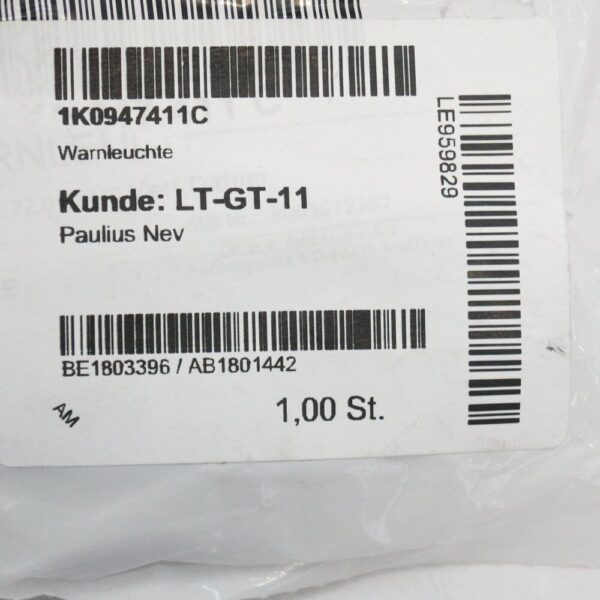 1K0947411C
Warnleuchte
Kunde: LT-GT-11
Paulius Nev
BE1803396 / AB1801442
AM
1,00 St.
LE959829